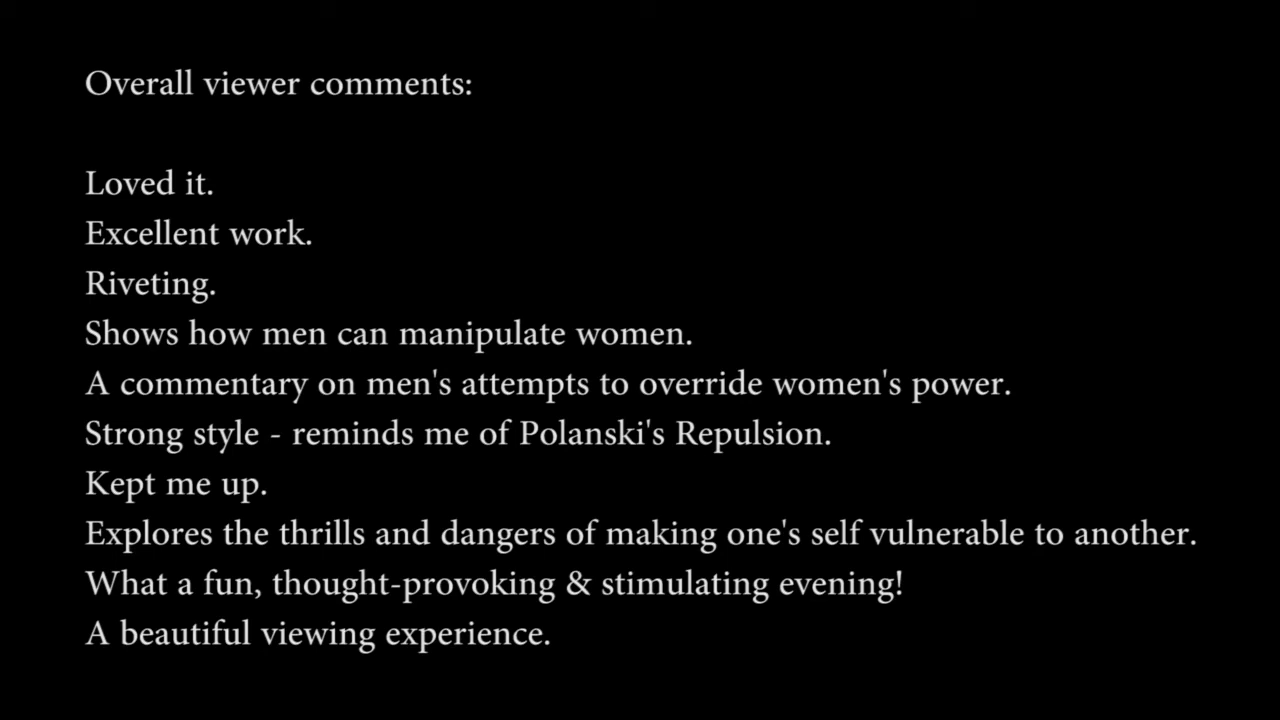 Overall viewer comments:
Loved it.
Excellent work.
Riveting.
Shows how men can manipulate women.
A commentary on men's attempts to override women's power.
Strong style - reminds me of Polanski's Repulsion.
Kept me up.
Explores the thrills and dangers of making one's self vulnerable to another.
What a fun, thought-provoking & stimulating evening!
A beautiful viewing experience.